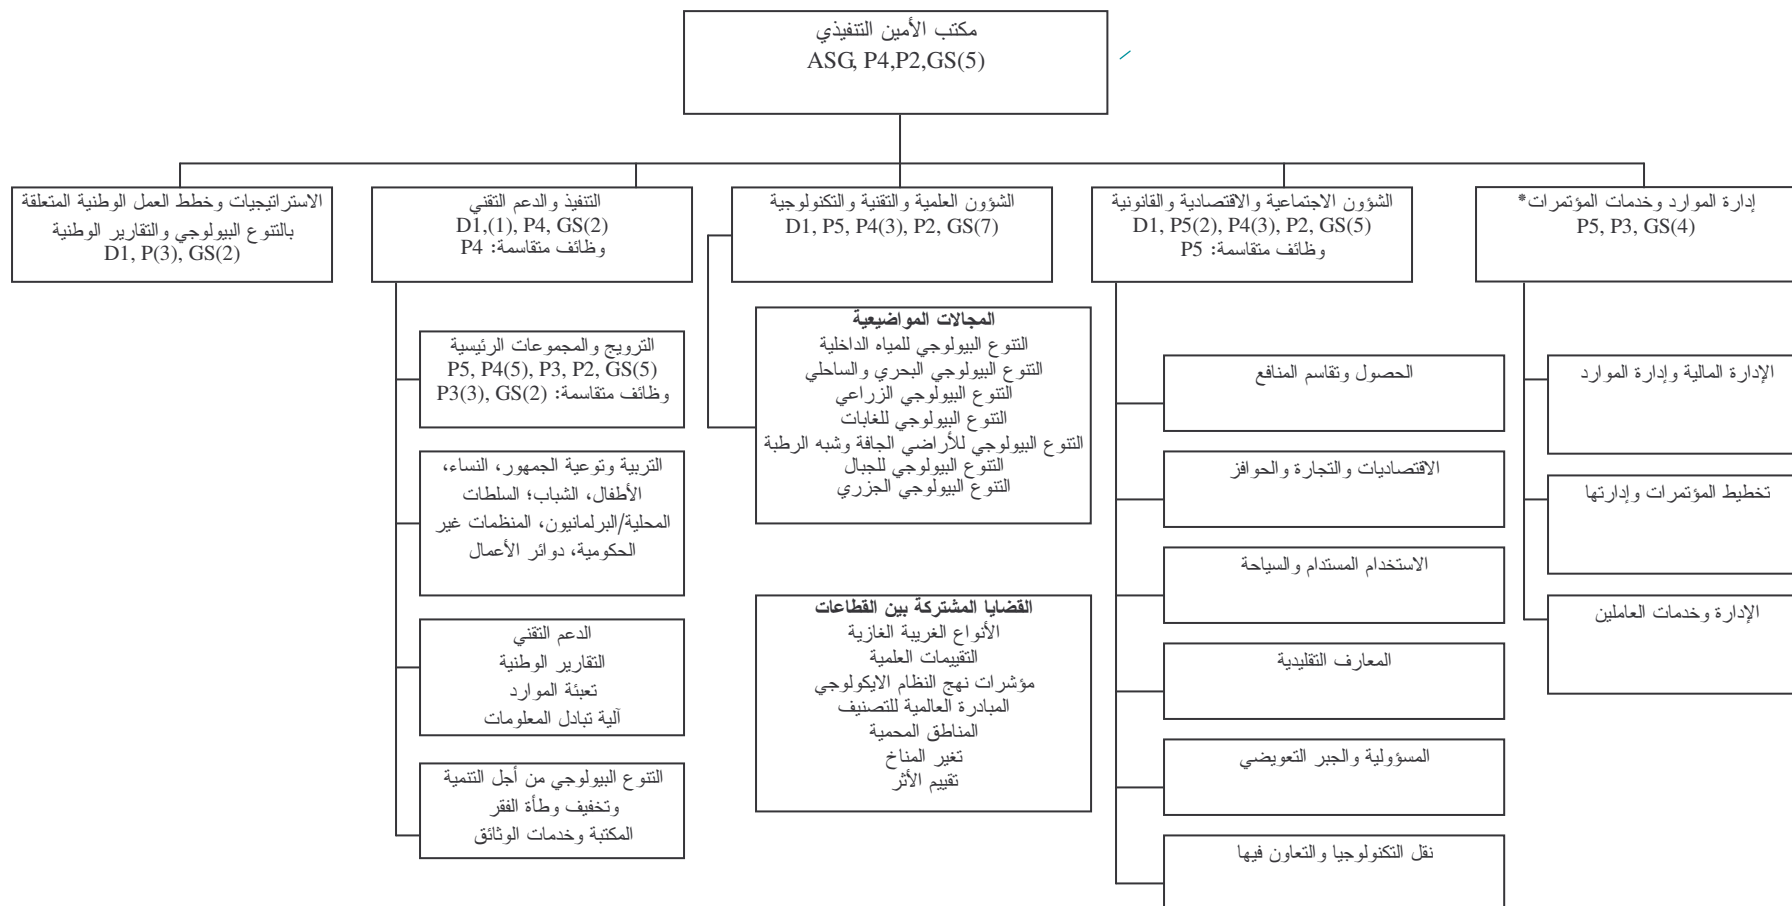 مكتب الأمين التنفيذي
ASG, P4,P2,GS(5)
إدارة الموارد وخدمات المؤتمرات*
P5, P3, GS(4)
الإدارة المالية وإدارة الموارد
تخطيط المؤتمرات وإدارتها
الإدارة وخدمات العاملين
الشؤون الاجتماعية والاقتصادية والقانونية
D1, P5(2), P4(3), P2, GS(5)
وظائف متقاسمة: P5
الحصول وتقاسم المنافع
الاقتصاديات والتجارة والحوافز
الاستخدام المستدام والسياحة
المعارف التقليدية
المسؤولية والجبر التعويضي
نقل التكنولوجيا والتعاون فيها
الشؤون العلمية والتقنية والتكنولوجية
D1, P5, P4(3), P2, GS(7)
المجالات المواضيعية
التنوع البيولوجي للمياه الداخلية
التنوع البيولوجي البحري والساحلي
التنوع البيولوجي الزراعي
التنوع البيولوجي للغابات
التنوع البيولوجي للأراضي الجافة وشبه الرطبة
التنوع البيولوجي للجبال
التنوع البيولوجي الجزري
القضايا المشتركة بين القطاعات
الأنواع الغريبة الغازية
التقييمات العلمية
مؤشرات نهج النظام الايكولوجي
المبادرة العالمية للتصنيف
المناطق المحمية
تغير المناخ
تقييم الأثر
التنفيذ والدعم التقني
D1,(1), P4, GS(2)
وظائف متقاسمة: P4
الترويج والمجموعات الرئيسية
P5, P4(5), P3, P2, GS(5)
وظائف متقاسمة: P3(3), GS(2)
التربية وتوعية الجمهور، النساء،
الأطفال، الشباب؛ السلطات
المحلية/البرلمانيون، المنظمات غير
الحكومية، دوائر الأعمال
الدعم التقني
التقارير الوطنية
تعبئة الموارد
آلية تبادل المعلومات
التنوع البيولوجي من أجل التنمية
وتخفيف وطأة الفقر
المكتبة وخدمات الوثائق
الاستراتيجيات وخطط العمل الوطنية المتعلقة
بالتنوع البيولوجي والتقارير الوطنية
D1, P(3), GS(2)